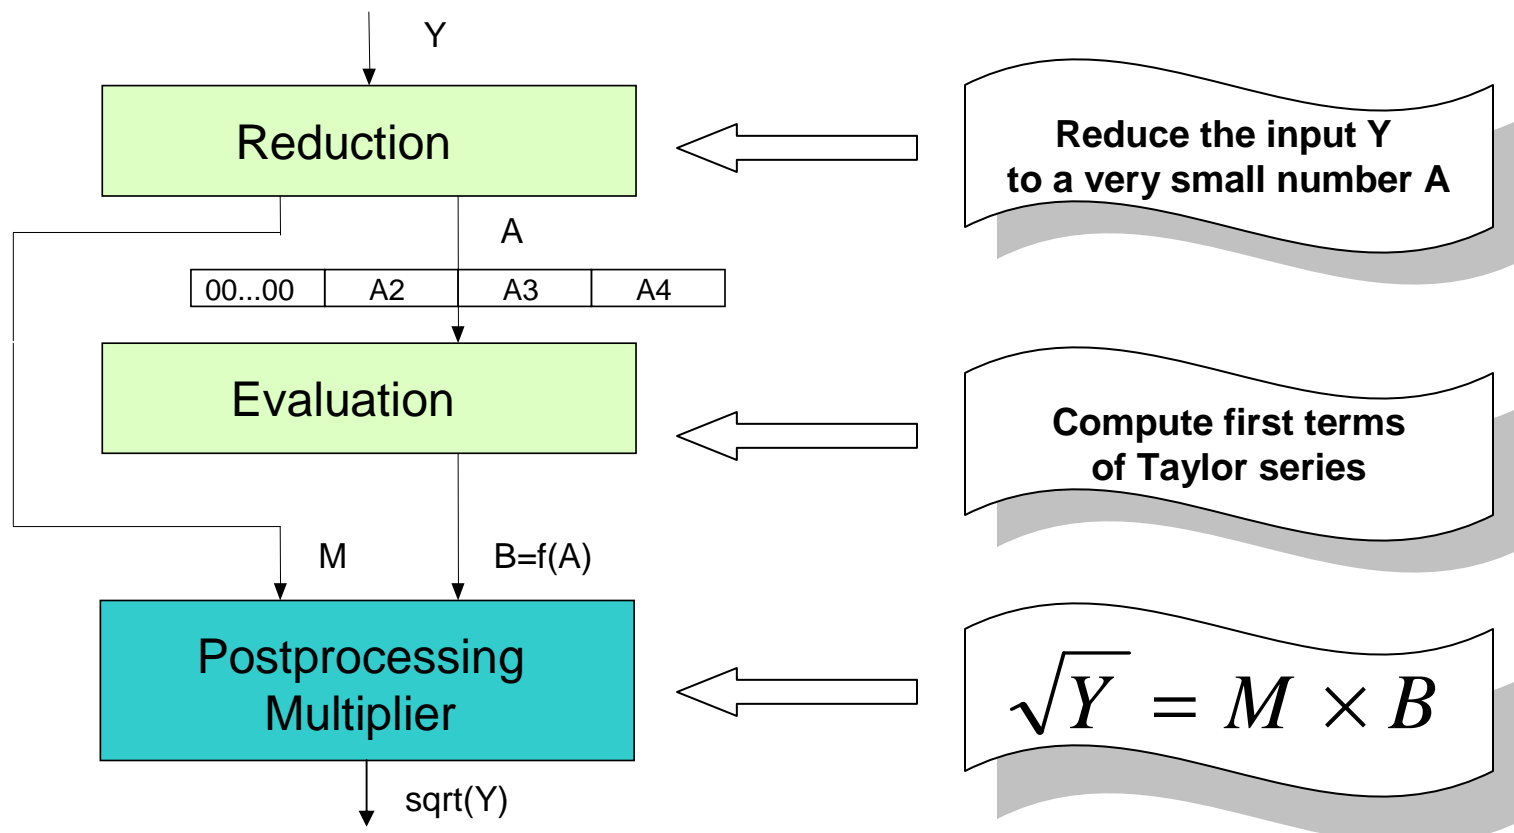 Y
Reduction
Reduce the input Y
to a very small number A
A
00...00 A2 A3 A4
Evaluation
Compute first terms
of Taylor series
M
B=f(A)
Postprocessing
Multiplier
√Y = M × B
sqrt(Y)